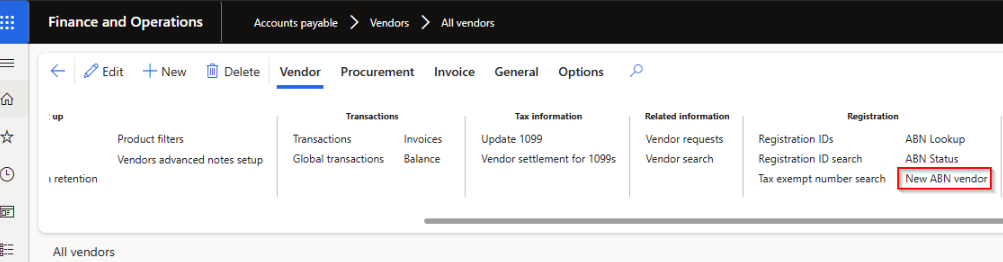 Finance and Operations Accounts payable > Vendors > All vendors
Edit + New Delete Vendor Procurement Invoice General Options
up Transactions Tax information Related information Registration
Product filters Transactions Invoices Update 1099 Vendor requests Registration IDs ABN Lookup
Vendors advanced notes setup Global transactions Balance Vendor settlement for 1099s Vendor search Registration ID search ABN Status
retention Tax exempt number search New ABN vendor
All vendors